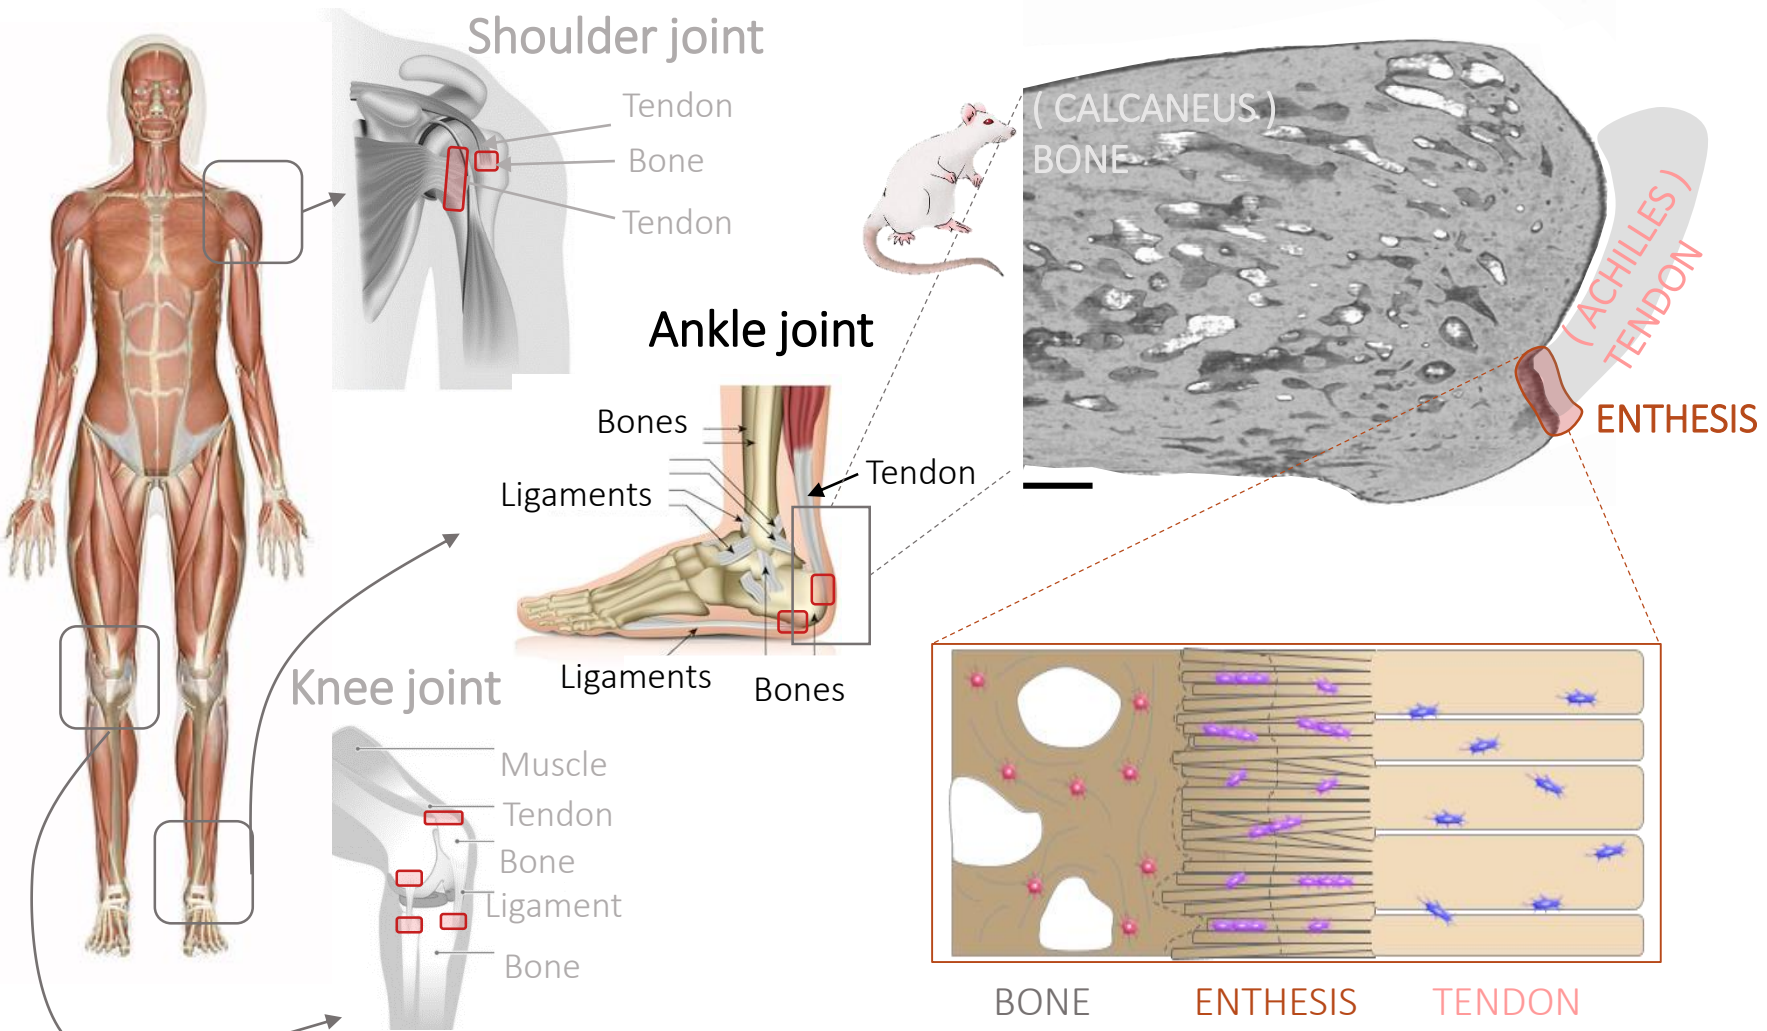 Shoulder joint
Tendon
Bone
Tendon
( CALCANEUS )
BONE
( ACHILLES )
TENDON
ENTHESIS
Ankle joint
Bones
Tendon
Ligaments
Ligaments
Bones
Knee joint
Muscle
Tendon
Bone
Ligament
Bone
BONE
ENTHESIS
TENDON